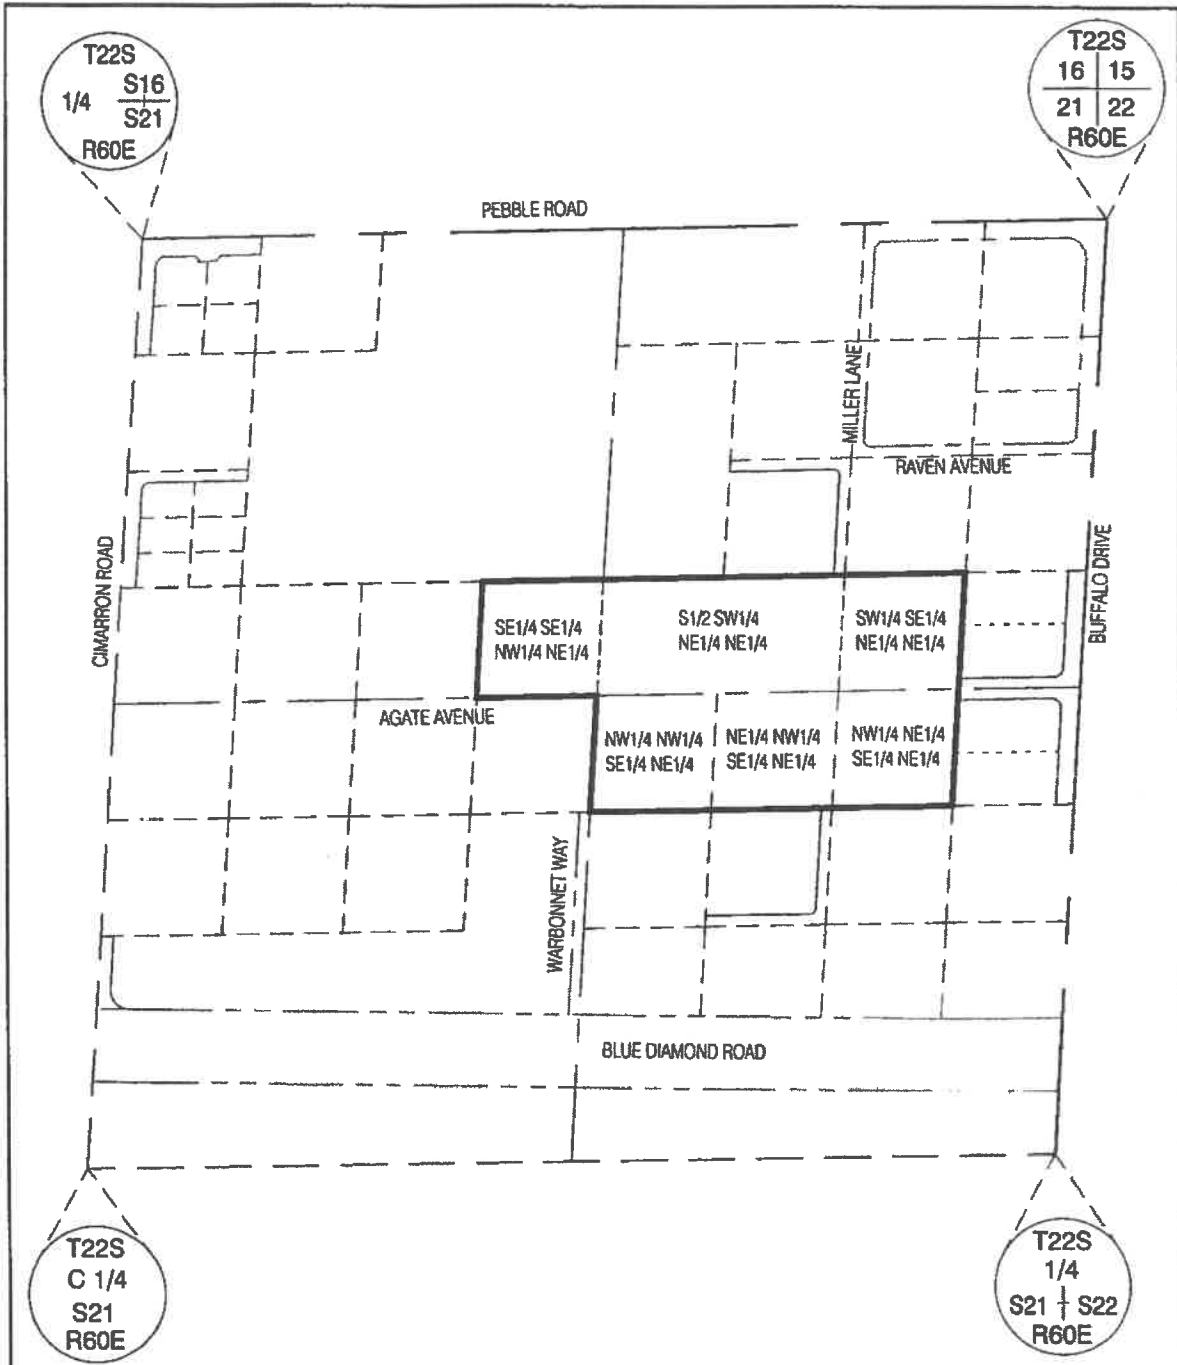 T22S
1/4 S16
S21
R60E
T22S
16 15
21 22
R60E
PEBBLE ROAD
MILLER LANE
RAVEN AVENUE
CIMARRON ROAD
BUFFALO DRIVE
SE1/4 SE1/4
NW1/4 NE1/4
S1/2 SW1/4
NE1/4 NE1/4
SW1/4 SE1/4
NE1/4 NE1/4
AGATE AVENUE
NW1/4 NW1/4
SE1/4 NE1/4
NE1/4 NW1/4
SE1/4 NE1/4
NW1/4 NE1/4
SE1/4 NE1/4
WARBONNET WAY
BLUE DIAMOND ROAD
T22S
C 1/4
S21
R60E
T22S
1/4
S21 S22
R60E